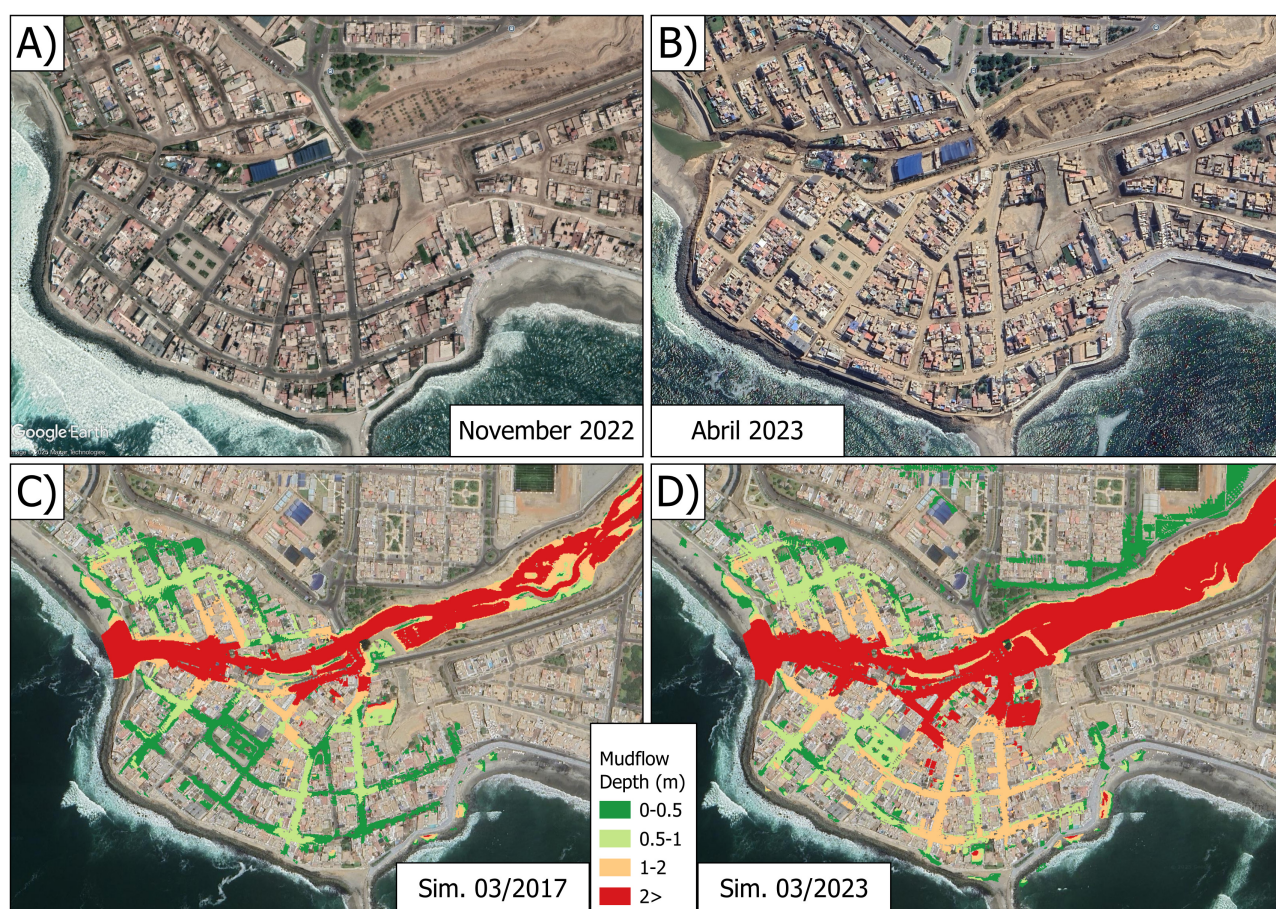 A)
B)
Google Earth
November 2022
Abril 2023
C)
D)
Mudflow
Depth (m)
0-0.5
0.5-1
1-2
2>
Sim. 03/2017
Sim. 03/2023